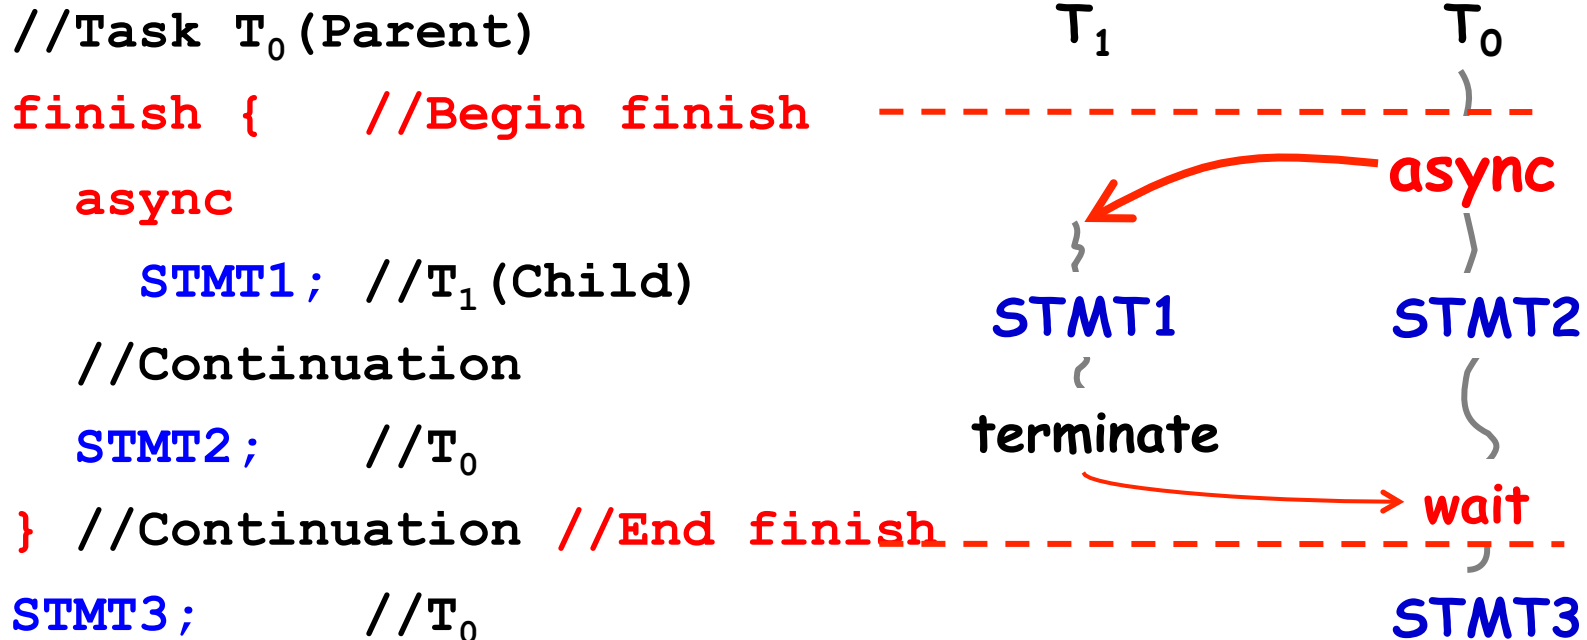 //Task T₀(Parent)
finish {   //Begin finish
  async
    STMT1; //T₁(Child)
  //Continuation
  STMT2;   //T₀
} //Continuation //End finish
STMT3;     //T₀
T₁ T₀
async
STMT1 STMT2
terminate
wait
STMT3